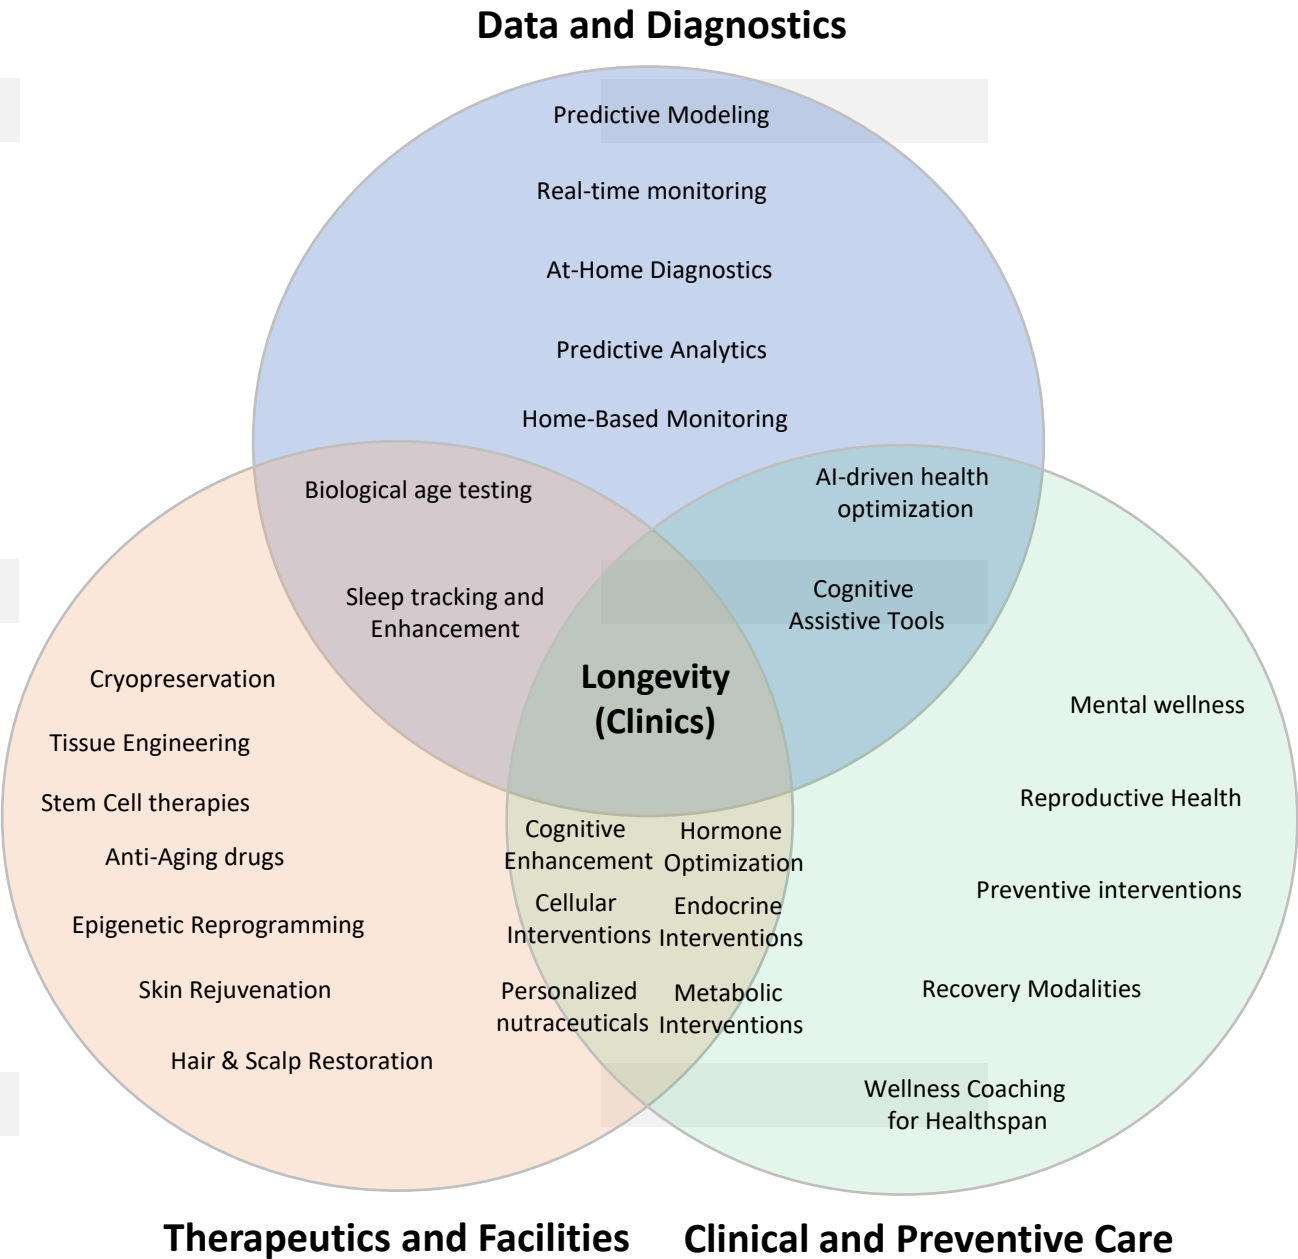 Data and Diagnostics
Predictive Modeling
Real-time monitoring
At-Home Diagnostics
Predictive Analytics
Home-Based Monitoring
Biological age testing
Sleep tracking and
Enhancement
AI-driven health
optimization
Cognitive
Assistive Tools
Longevity
(Clinics)
Cryopreservation
Tissue Engineering
Stem Cell therapies
Anti-Aging drugs
Epigenetic Reprogramming
Skin Rejuvenation
Hair & Scalp Restoration
Cognitive
Enhancement
Hormone
Optimization
Cellular
Interventions
Endocrine
Interventions
Personalized
nutraceuticals
Metabolic
Interventions
Mental wellness
Reproductive Health
Preventive interventions
Recovery Modalities
Wellness Coaching
for Healthspan
Therapeutics and Facilities
Clinical and Preventive Care